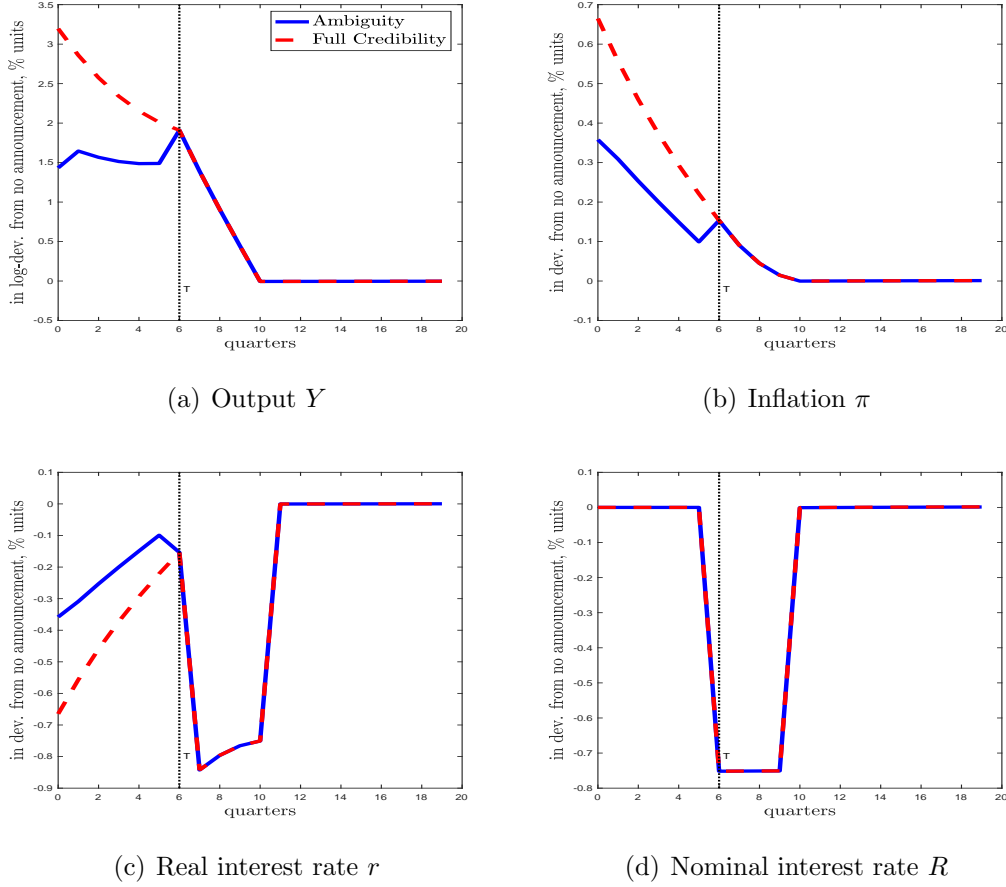 in log-dev. from no announcement, % units
3.5
3
2.5
2
1.5
1
0.5
0
-0.5
Ambiguity
Full Credibility
T
0 2 4 6 8 10 12 14 16 18 20
quarters
(a) Output Y
in dev. from no announcement, % units
0.7
0.6
0.5
0.4
0.3
0.2
0.1
0
-0.1
T
0 2 4 6 8 10 12 14 16 18 20
quarters
(b) Inflation π
in dev. from no announcement, % units
0.1
0
-0.1
-0.2
-0.3
-0.4
-0.5
-0.6
-0.7
-0.8
-0.9
T
0 2 4 6 8 10 12 14 16 18 20
quarters
(c) Real interest rate r
in dev. from no announcement, % units
0.1
0
-0.1
-0.2
-0.3
-0.4
-0.5
-0.6
-0.7
-0.8
T
0 2 4 6 8 10 12 14 16 18 20
quarters
(d) Nominal interest rate R